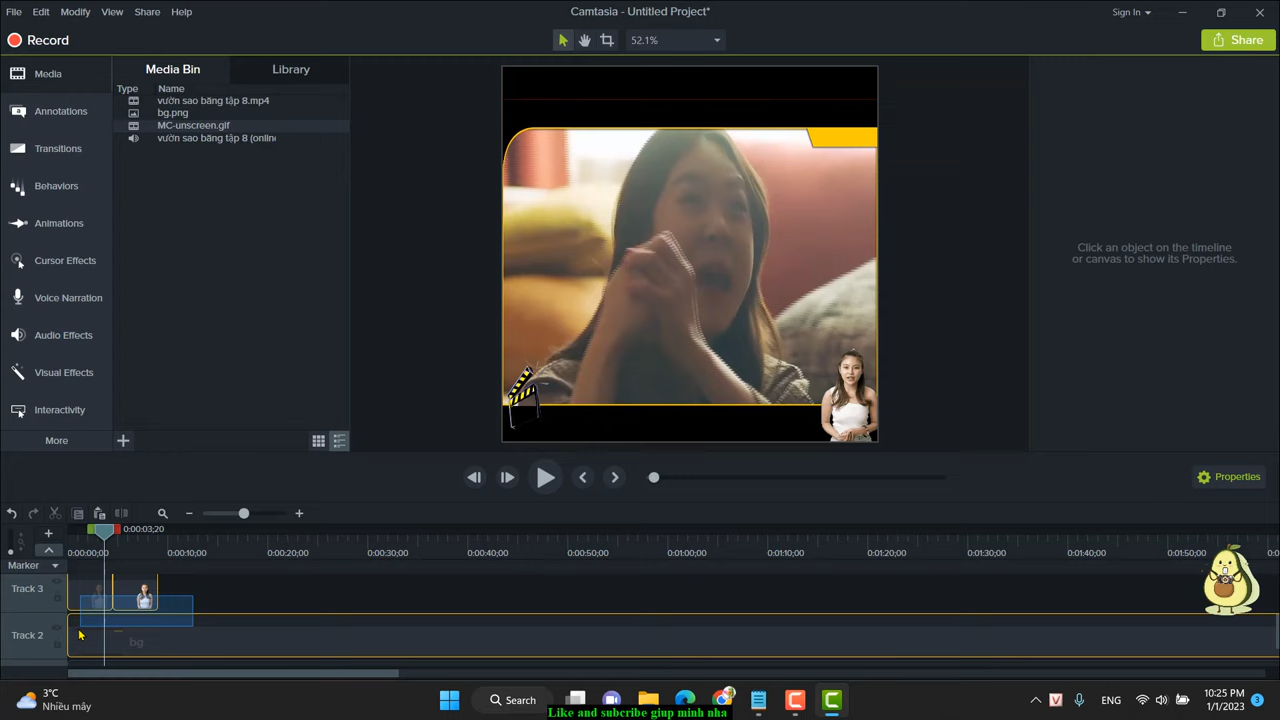 File Edit Modify View Share Help
Camtasia - Untitled Project*
Sign In
Record
52.1%
Share
Media
Annotations
Transitions
Behaviors
Animations
Cursor Effects
Voice Narration
Audio Effects
Visual Effects
Interactivity
More
Media Bin
Library
Type Name
vườn sao băng tập 8.mp4
bg.png
MC-unscreen.gif
vườn sao băng tập 8 (online
Click an object on the timeline
or canvas to show its Properties.
Properties
0:00:03;20
0:00:00;00 0:00:10;00 0:00:20;00 0:00:30;00 0:00:40;00 0:00:50;00 0:01:00;00 0:01:10;00 0:01:20;00 0:01:30;00 0:01:40;00 0:01:50;00
Marker
Track 3
Track 2
bg
3°C
Nhiều mây
Search
ENG
10:25 PM
1/1/2023
3
Like and subcribe giup minh nha